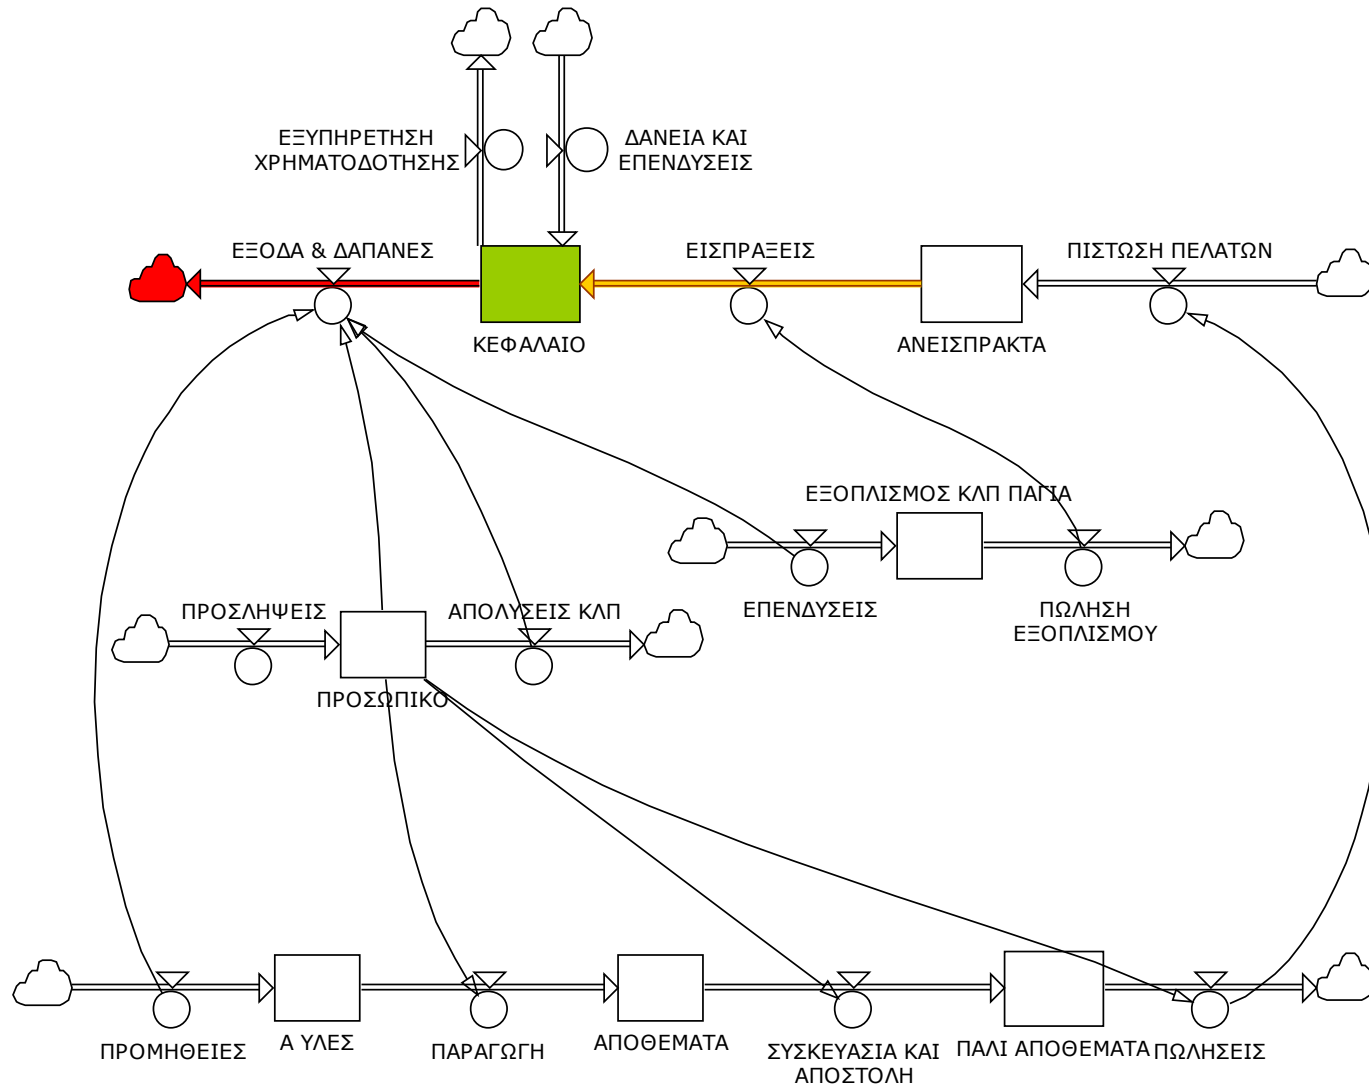 ΕΞΥΠΗΡΕΤΗΣΗ
ΧΡΗΜΑΤΟΔΟΤΗΣΗΣ
ΔΑΝΕΙΑ ΚΑΙ
ΕΠΕΝΔΥΣΕΙΣ
ΕΞΟΔΑ & ΔΑΠΑΝΕΣ
ΕΙΣΠΡΑΞΕΙΣ
ΠΙΣΤΩΣΗ ΠΕΛΑΤΩΝ
ΚΕΦΑΛΑΙΟ
ΑΝΕΙΣΠΡΑΚΤΑ
ΕΞΟΠΛΙΣΜΟΣ ΚΛΠ ΠΑΓΙΑ
ΕΠΕΝΔΥΣΕΙΣ
ΠΩΛΗΣΗ
ΕΞΟΠΛΙΣΜΟΥ
ΠΡΟΣΛΗΨΕΙΣ
ΑΠΟΛΥΣΕΙΣ ΚΛΠ
ΠΡΟΣΩΠΙΚΟ
ΠΡΟΜΗΘΕΙΕΣ
Α ΥΛΕΣ
ΠΑΡΑΓΩΓΗ
ΑΠΟΘΕΜΑΤΑ
ΣΥΣΚΕΥΑΣΙΑ ΚΑΙ
ΑΠΟΣΤΟΛΗ
ΠΑΛΙ ΑΠΟΘΕΜΑΤΑ
ΠΩΛΗΣΕΙΣ